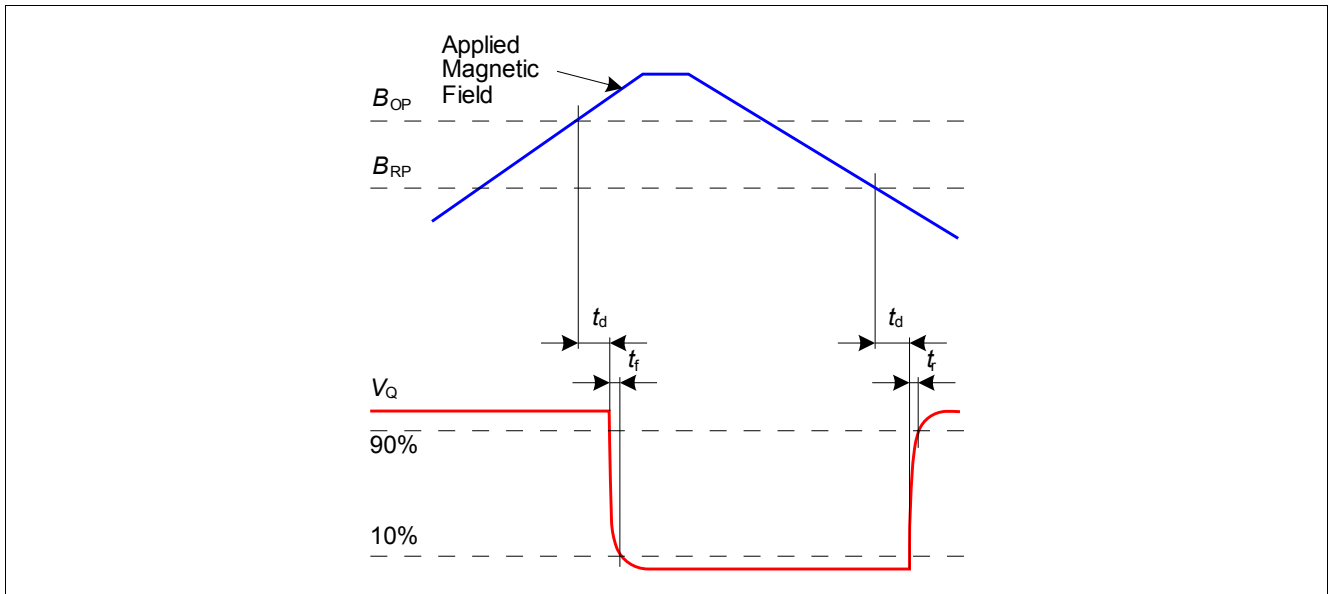 Applied
Magnetic
Field
BOP
BRP
td
td
tf
tr
VQ
90%
10%